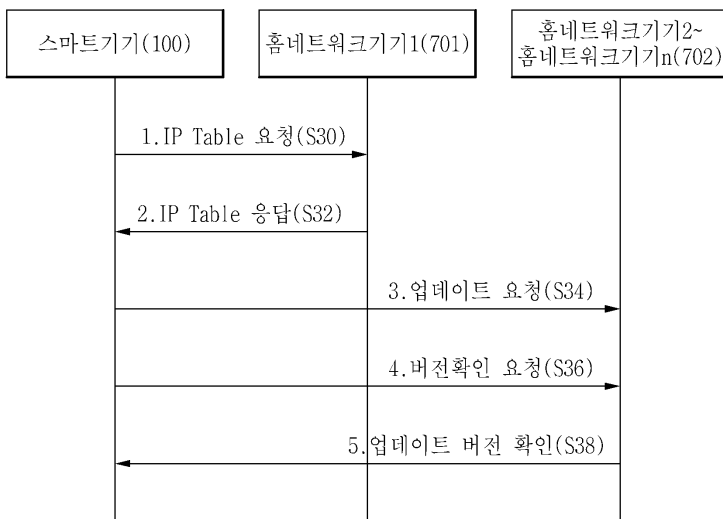 스마트기기(100)
홈네트워크기기1(701)
홈네트워크기기2~
홈네트워크기기n(702)
1.IP Table 요청(S30)
2.IP Table 응답(S32)
3.업데이트 요청(S34)
4.버전확인 요청(S36)
5.업데이트 버전 확인(S38)